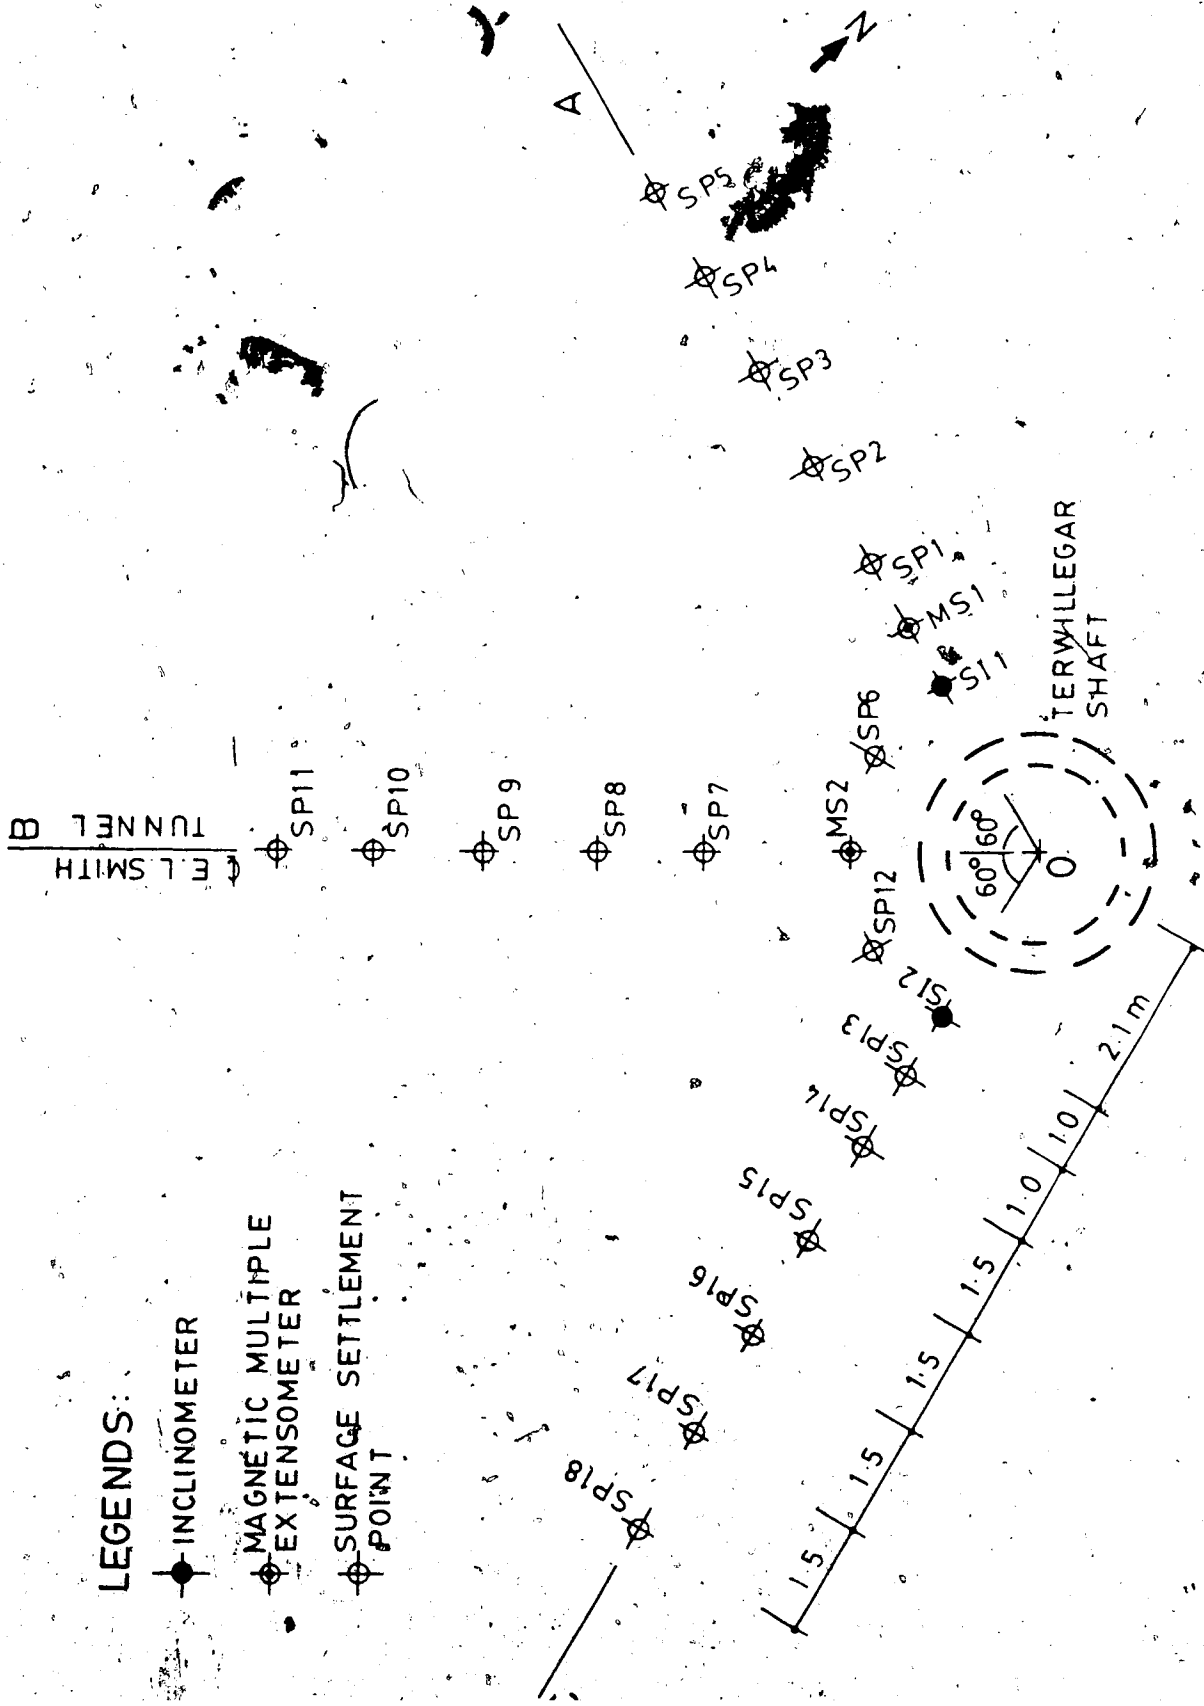 LEGENDS:
INCLINOMETER
MAGNETIC MULTIPLE
EXTENSOMETER
SURFACE SETTLEMENT
POINT
B
E.L. SMITH
TUNNEL
A
N
SP11
SP10
SP9
SP8
SP7
MS2
SP5
SP4
SP3
SP2
SP1
MS1
SI1
SP6
SP12
SI2
SP13
SP14
SP15
SP16
SP17
SP18
60° 60°
O
TERWILLEGAR
SHAFT
1.5
1.5
1.5
1.5
1.0
1.0
2.1 m